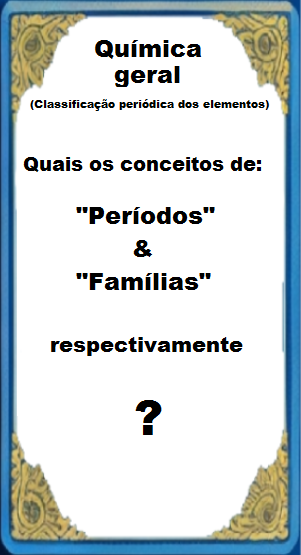 Química
geral
(Classificação periódica dos elementos)
Quais os conceitos de:
"Períodos"
&
"Famílias"
respectivamente
?